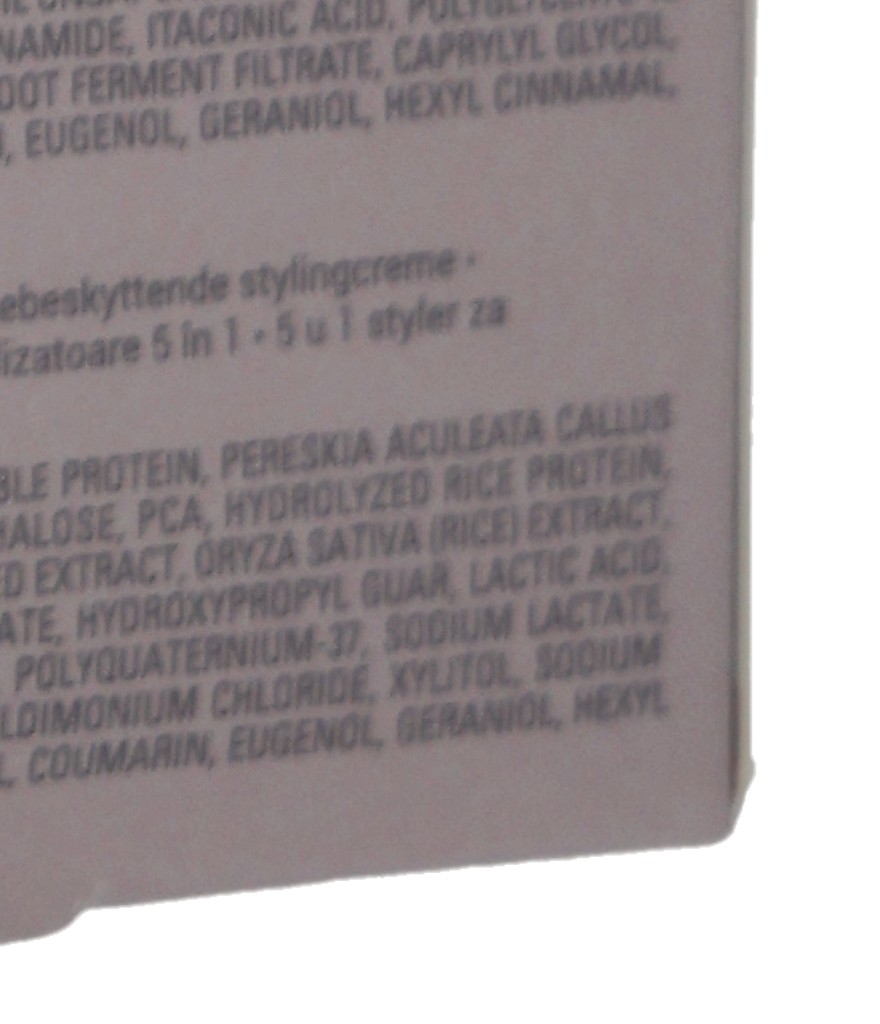 NAMIDE, ITACONIC ACID,
OOT FERMENT FILTRATE, CAPRYLYL GLYCOL,
EUGENOL, GERANIOL, HEXYL CINNAMAL,
ebeskyttende stylingcreme •
lizatoare 5 în 1 • 5 u 1 styler za
BLE PROTEIN, PERESKIA ACULEATA CALLUS
HALOSE, PCA, HYDROLYZED RICE PROTEIN,
ED EXTRACT, ORYZA SATIVA (RICE) EXTRACT,
ATE, HYDROXYPROPYL GUAR, LACTIC ACID,
POLYQUATERNIUM-37, SODIUM LACTATE,
LDIMONIUM CHLORIDE, XYLITOL, SODIUM
L, COUMARIN, EUGENOL, GERANIOL, HEXYL